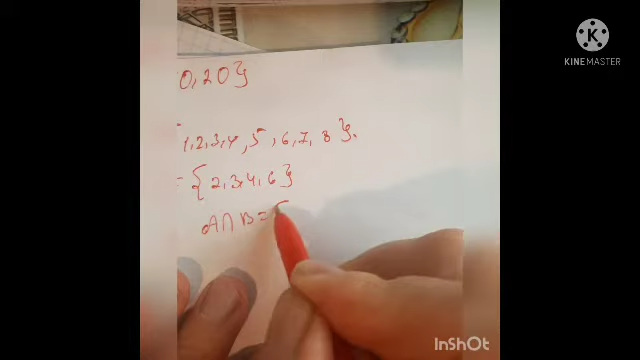 0,20}
1,2,3,4,5,6,7,8}.
= {2,3,4,6}
A∩B={
K
KINEMASTER
InShOt